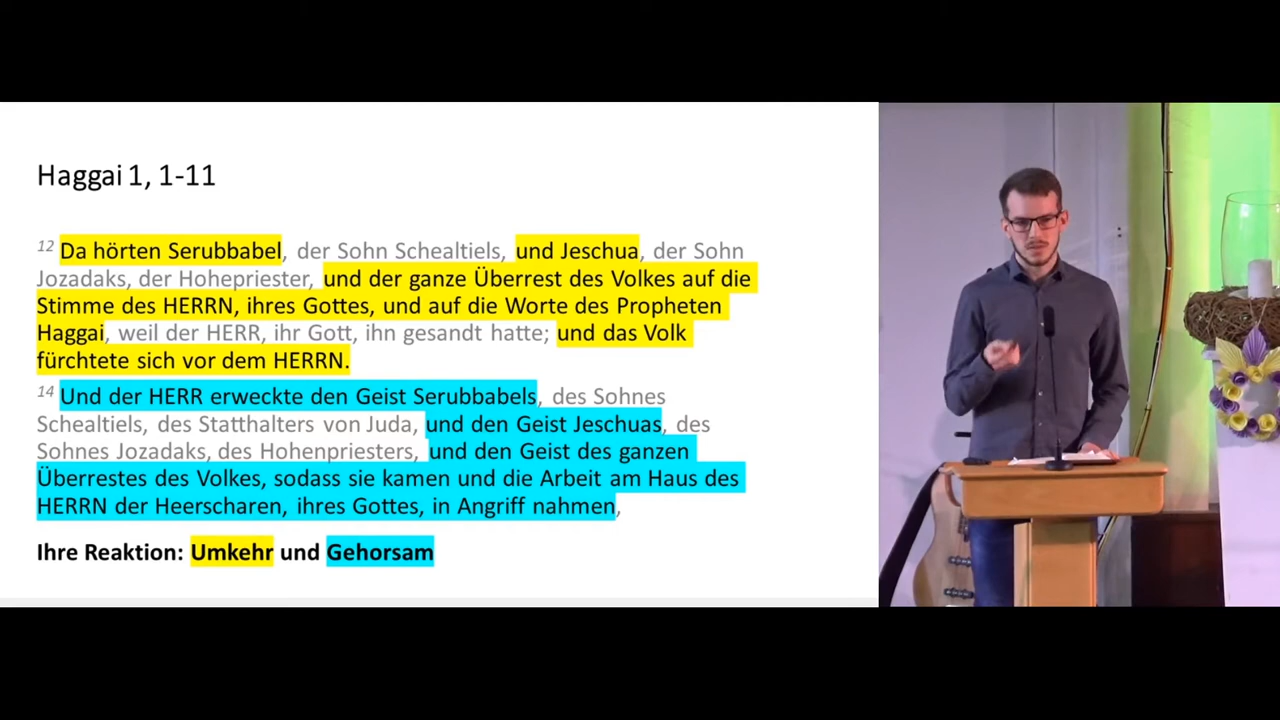 Haggai 1, 1-11
12 Da hörten Serubbabel, der Sohn Schealtiels, und Jeschua, der Sohn
Jozadaks, der Hohepriester, und der ganze Überrest des Volkes auf die
Stimme des HERRN, ihres Gottes, und auf die Worte des Propheten
Haggai, weil der HERR, ihr Gott, ihn gesandt hatte; und das Volk
fürchtete sich vor dem HERRN.
14 Und der HERR erweckte den Geist Serubbabels, des Sohnes
Schealtiels, des Statthalters von Juda, und den Geist Jeschuas, des
Sohnes Jozadaks, des Hohenpriesters, und den Geist des ganzen
Überrestes des Volkes, sodass sie kamen und die Arbeit am Haus des
HERRN der Heerscharen, ihres Gottes, in Angriff nahmen,
Ihre Reaktion: Umkehr und Gehorsam